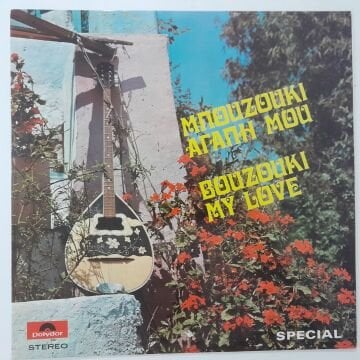 ΜΠΟΥΖΟΥΚΙ
ΑΓΑΠΗ ΜΟΥ
BOUZOUKI
MY LOVE
Polydor
STEREO
SPECIAL